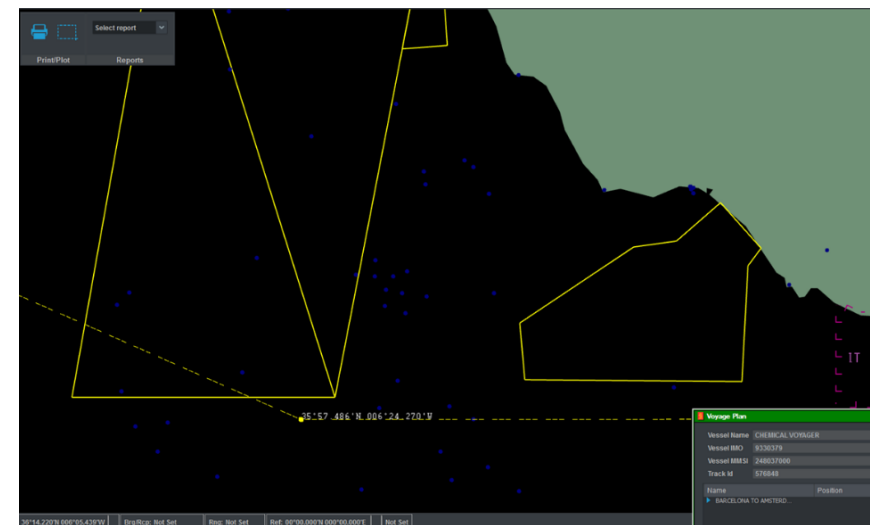 Select report
Print/Plot
Reports
35°57.486'N 006°24.270'W
IT
Voyage Plan
Vessel Name CHEMICAL VOYAGER
Vessel IMO 9330379
Vessel MMSI 248037000
Track Id 576848
Name Position
BARCELONA TO AMSTERD...
36°14.220'N 006°05.439'W Brg/Rcp: Not Set Rng: Not Set Ref: 00°00.000'N 000°00.000'E Not Set